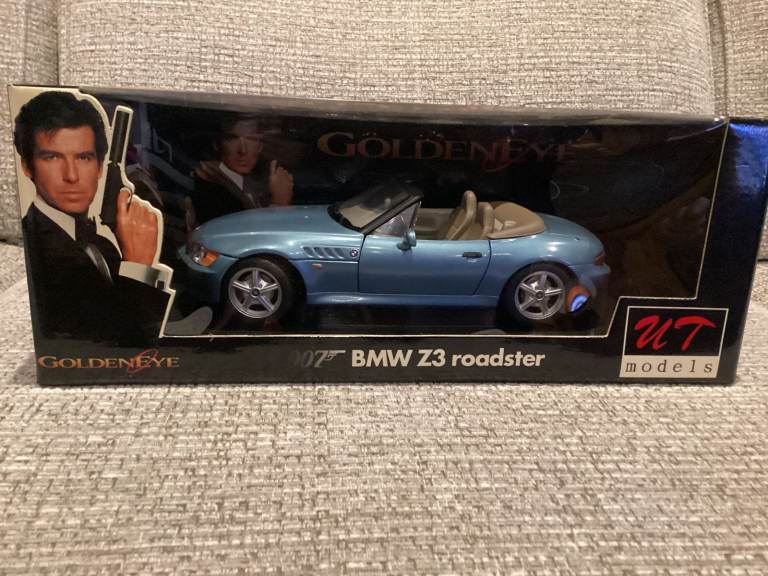 GOLDENEYE
GOLDENEYE
007 BMW Z3 roadster
UT
models